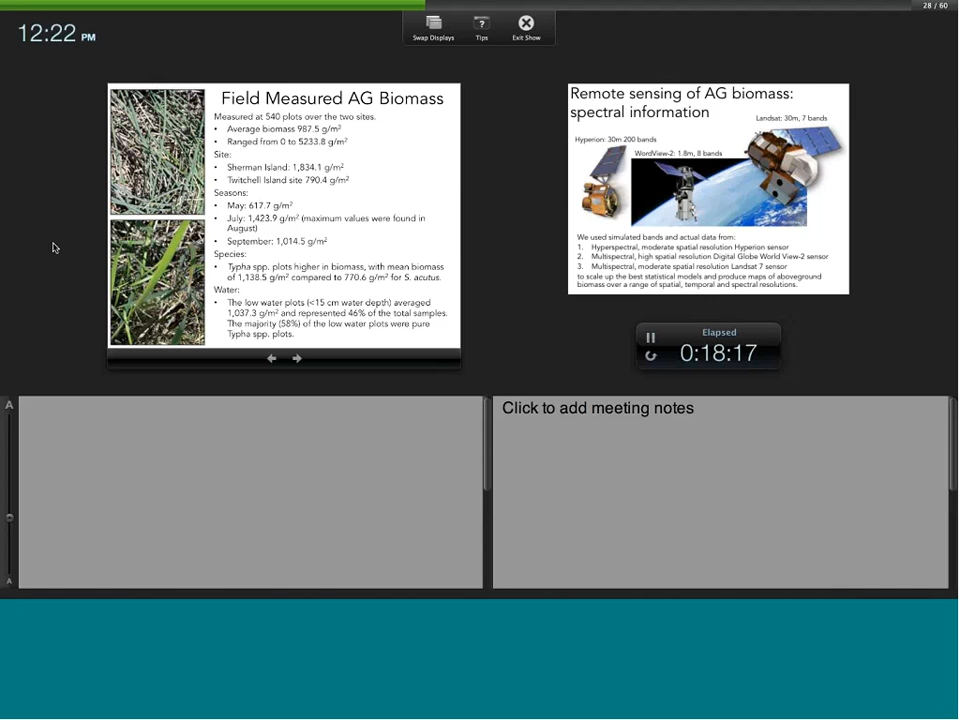 28 / 60
12:22 PM
Swap Displays
Tips
Exit Show
Field Measured AG Biomass
Measured at 540 plots over the two sites.
• Average biomass 987.5 g/m²
• Ranged from 0 to 5233.8 g/m²
Site:
• Sherman Island: 1,834.1 g/m²
• Twitchell Island site 790.4 g/m²
Seasons:
• May: 617.7 g/m²
• July: 1,423.9 g/m² (maximum values were found in
August)
• September: 1,014.5 g/m²
Species:
• Typha spp. plots higher in biomass, with mean biomass
of 1,138.5 g/m² compared to 770.6 g/m² for S. acutus.
Water:
• The low water plots (<15 cm water depth) averaged
1,037.3 g/m² and represented 46% of the total samples.
The majority (58%) of the low water plots were pure
Typha spp. plots.
Remote sensing of AG biomass:
spectral information
Landsat: 30m, 7 bands
Hyperion: 30m 200 bands
WordView-2: 1.8m, 8 bands
We used simulated bands and actual data from:
1. Hyperspectral, moderate spatial resolution Hyperion sensor
2. Multispectral, high spatial resolution Digital Globe World View-2 sensor
3. Multispectral, moderate spatial resolution Landsat 7 sensor
to scale up the best statistical models and produce maps of aboveground
biomass over a range of spatial, temporal and spectral resolutions.
Elapsed
0:18:17
A
A
Click to add meeting notes